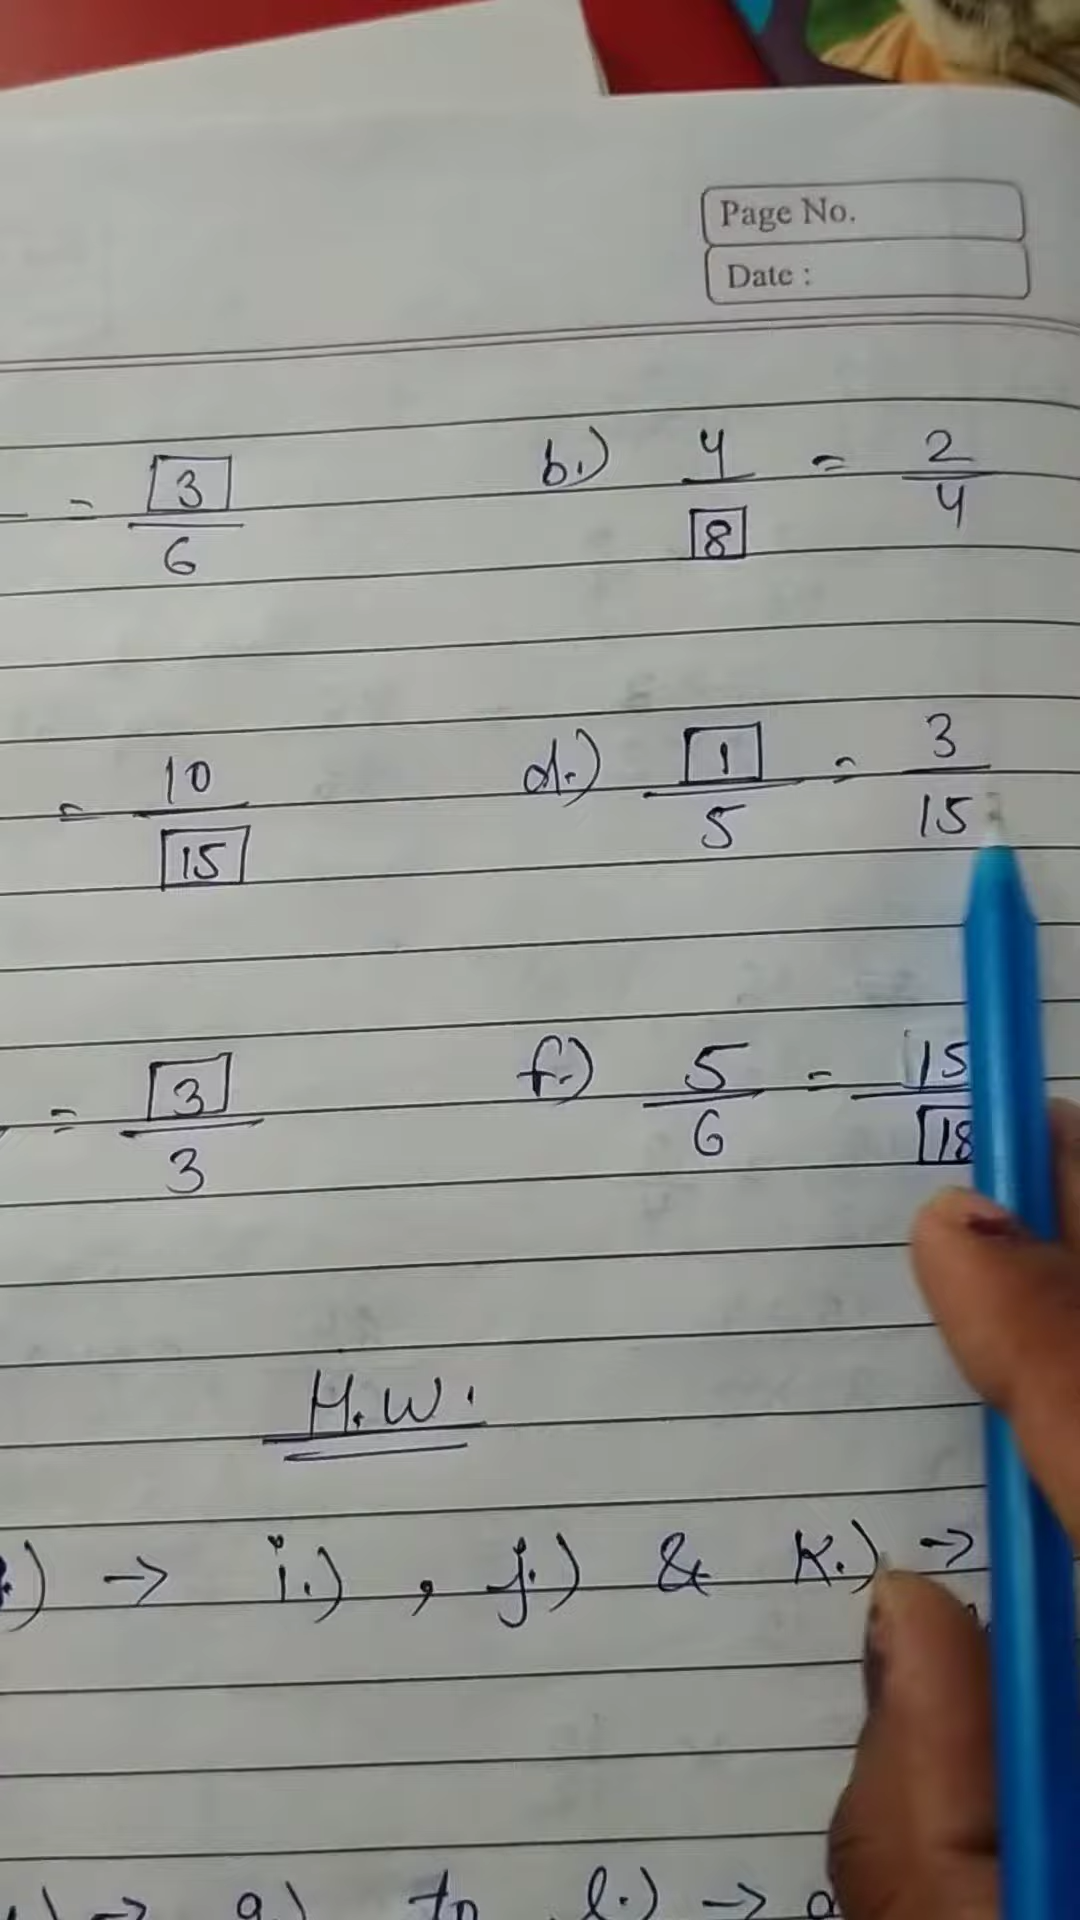 Page No.
Date :
= 3/6 b.) 4/8 = 2/4
= 10/15 d.) 1/5 = 3/15
= 3/3 f.) 5/6 = 15/18
H.W.
.) → i.) , j.) & k.) →
→ a.) to l.) →